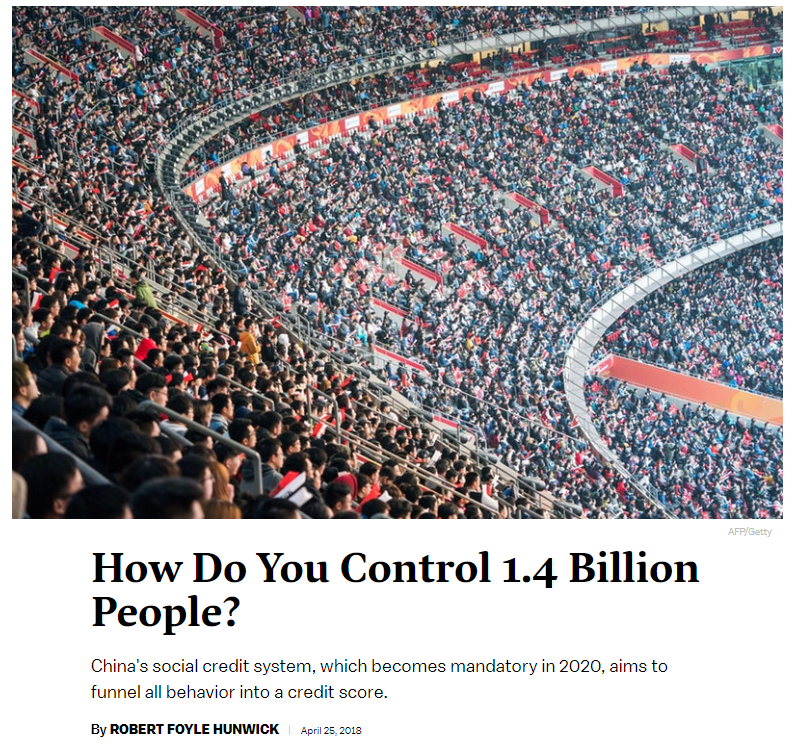 AFP/Getty
How Do You Control 1.4 Billion
People?
China's social credit system, which becomes mandatory in 2020, aims to
funnel all behavior into a credit score.
By ROBERT FOYLE HUNWICK | April 25, 2018